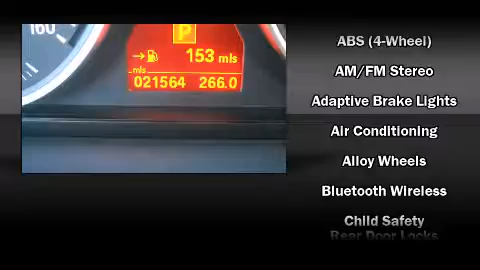 160
P
153 mls
mls
021564 266.0
ABS (4-Wheel)
AM/FM Stereo
Adaptive Brake Lights
Air Conditioning
Alloy Wheels
Bluetooth Wireless
Child Safety
Rear Door Locks